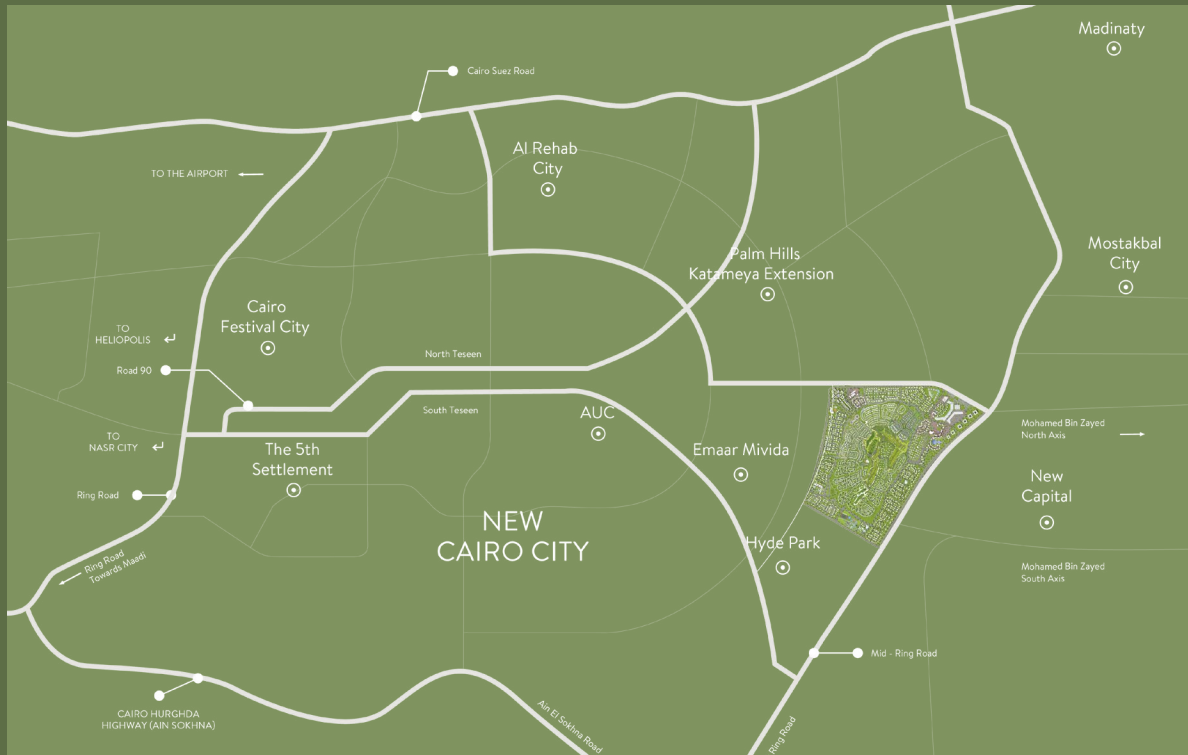 Madinaty
Cairo Suez Road
Al Rehab
City
TO THE AIRPORT
Mostakbal
City
Palm Hills
Katameya Extension
Cairo
Festival City
TO
HELIOPOLIS
Road 90
North Teseen
South Teseen
AUC
Mohamed Bin Zayed
North Axis
TO
NASR CITY
The 5th
Settlement
Emaar Mivida
New
Capital
Ring Road
NEW
CAIRO CITY
Hyde Park
Ring Road
Towards Maadi
Mohamed Bin Zayed
South Axis
Mid - Ring Road
CAIRO HURGHDA
HIGHWAY (AIN SOKHNA)
Ain El Sokhna Road
Ring Road